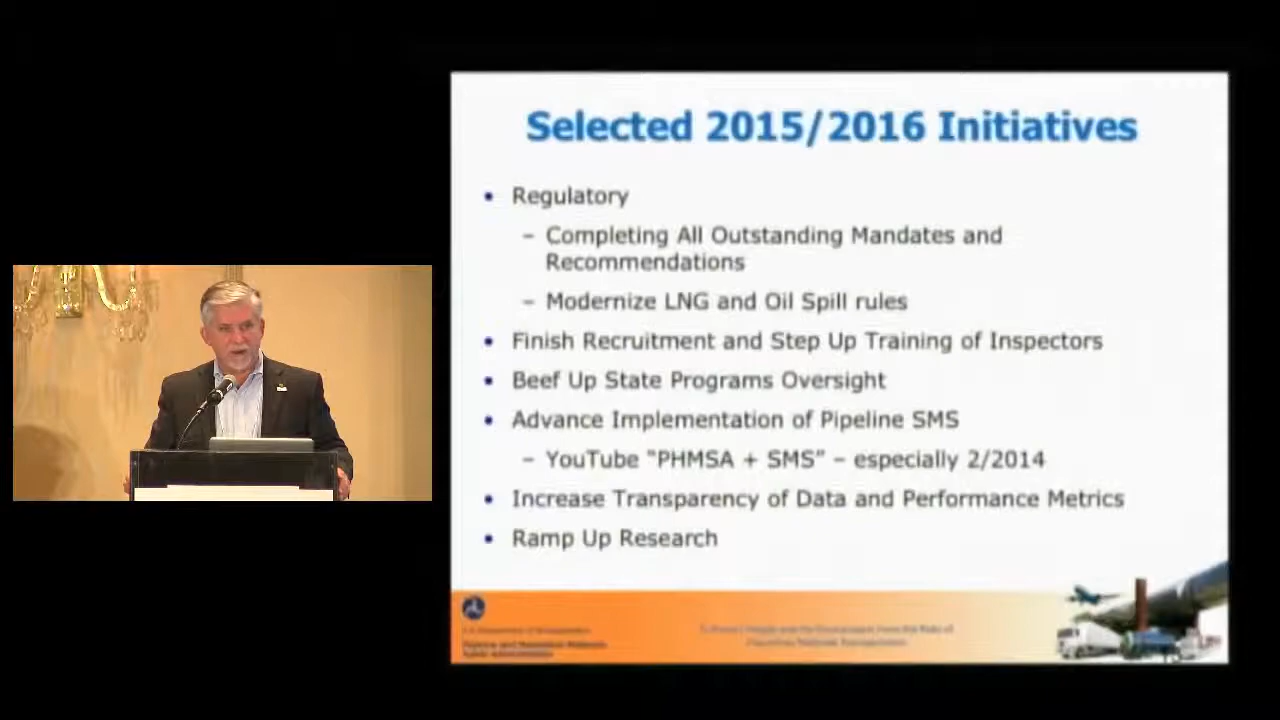 Selected 2015/2016 Initiatives
• Regulatory
– Completing All Outstanding Mandates and
Recommendations
– Modernize LNG and Oil Spill rules
• Finish Recruitment and Step Up Training of Inspectors
• Beef Up State Programs Oversight
• Advance Implementation of Pipeline SMS
– YouTube “PHMSA + SMS” – especially 2/2014
• Increase Transparency of Data and Performance Metrics
• Ramp Up Research